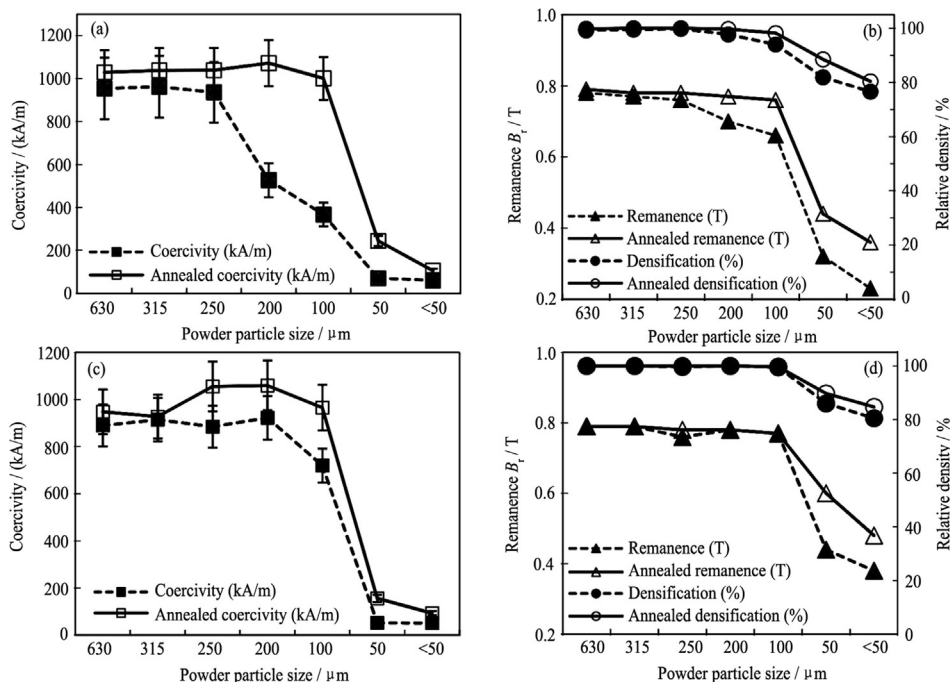 (a)
1200
1000
800
600
400
200
0
Coercivity / (kA/m)
Coercivity (kA/m)
Annealed coercivity (kA/m)
630 315 250 200 100 50 <50
Powder particle size / μm
(b)
1.0
0.8
0.6
0.4
0.2
Remanence Br / T
100
80
60
40
20
0
Relative density / %
Remanence (T)
Annealed remanence (T)
Densification (%)
Annealed densification (%)
630 315 250 200 100 50 <50
Powder particle size / μm
(c)
1200
1000
800
600
400
200
0
Coercivity / (kA/m)
Coercivity (kA/m)
Annealed coercivity (kA/m)
630 315 250 200 100 50 <50
Powder particle size / μm
(d)
1.0
0.8
0.6
0.4
0.2
Remanence Br / T
100
80
60
40
20
0
Relative density / %
Remanence (T)
Annealed remanence (T)
Densification (%)
Annealed densification (%)
630 315 250 200 100 50 <50
Powder particle size / μm